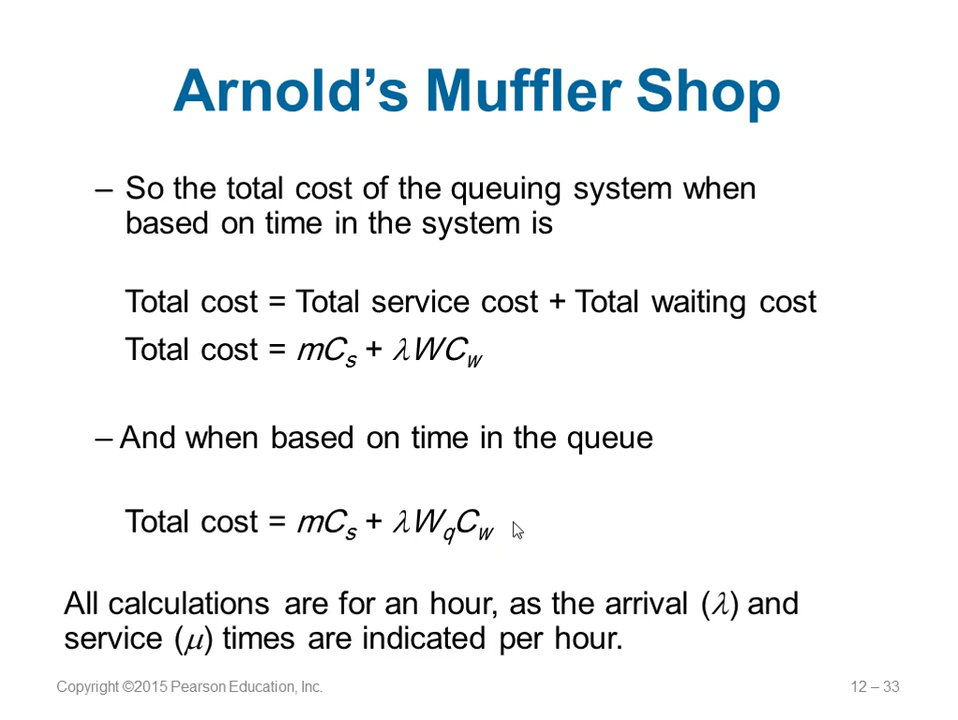 Arnold's Muffler Shop
– So the total cost of the queuing system when
based on time in the system is
Total cost = Total service cost + Total waiting cost
Total cost = mCs + λWCw
– And when based on time in the queue
Total cost = mCs + λWqCw
All calculations are for an hour, as the arrival (λ) and
service (μ) times are indicated per hour.
Copyright ©2015 Pearson Education, Inc.
12 – 33